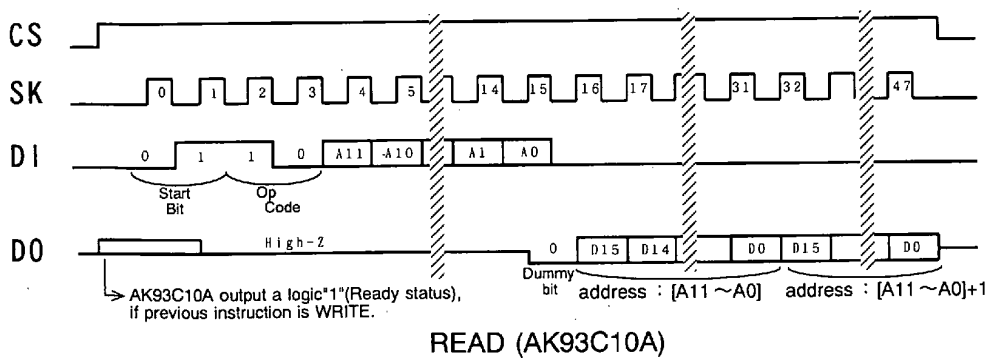 CS
SK 0 1 2 3 4 5 14 15 16 17 31 32 47
DI 0 1 1 0 A11 A10 A1 A0
Start Bit
Op Code
DO High-Z 0 D15 D14 D0 D15 D0
Dummy bit
address : [A11～A0] address : [A11～A0]+1
AK93C10A output a logic"1"(Ready status),
if previous instruction is WRITE.
READ (AK93C10A)